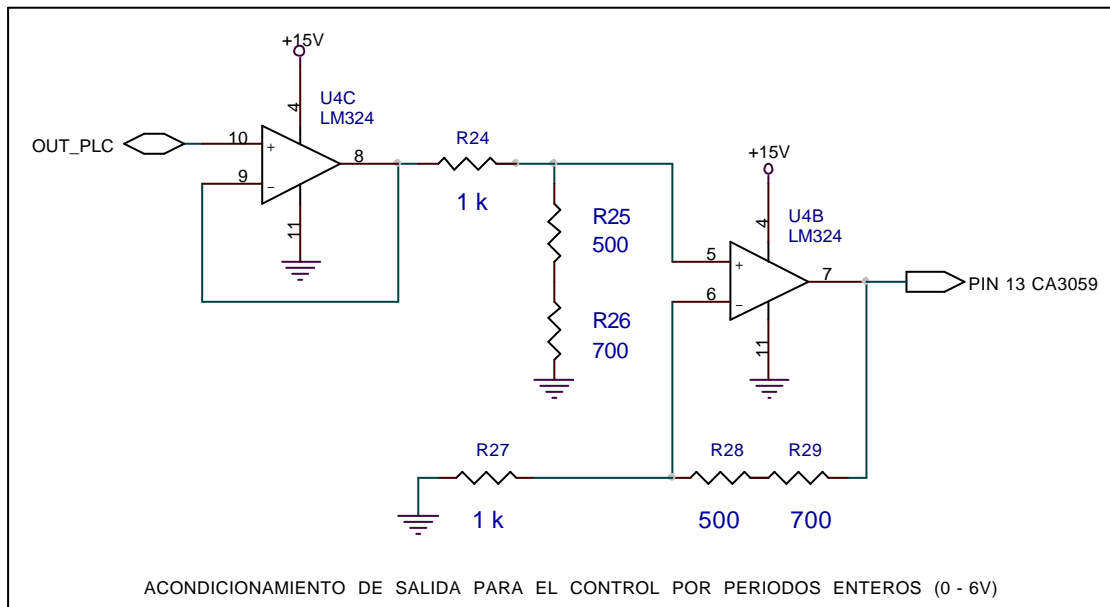 +15V
4
U4C
LM324
OUT_PLC
10
+
8
9
-
11
R24
1 k
R25
500
R26
700
+15V
4
U4B
LM324
5
+
7
6
-
11
PIN 13 CA3059
R27
R28
R29
1 k
500
700
ACONDICIONAMIENTO DE SALIDA PARA EL CONTROL POR PERIODOS ENTEROS (0 - 6V)